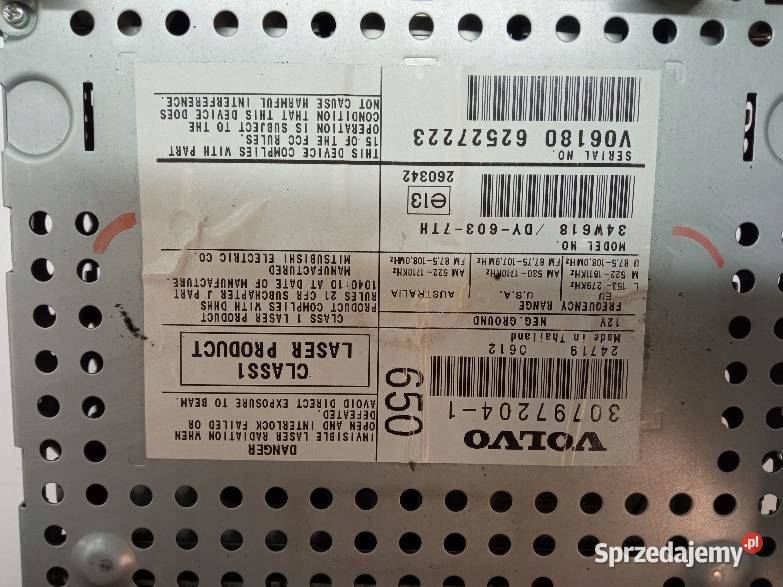 VOLVO
30797204-1
24719 0612
Made in Thailand
650
12V NEG. GROUND
FREQUENCY RANGE
EU U.S.A. AUSTRALIA
L 153- 279KHz AM 530-1710KHz AM 522-1710KHz
M 522-1611KHz FM 87.75-107.9MHz FM 87.5-108.0MHz
U 87.5-108.0MHz
MODEL NO.
34W618 /DY-603-77H
e13
260342
SERIAL NO.
V06180 62527223
DANGER
INVISIBLE LASER RADIATION WHEN
OPEN AND INTERLOCK FAILED OR
DEFEATED.
AVOID DIRECT EXPOSURE TO BEAM.
CLASS1
LASER PRODUCT
CLASS 1 LASER PRODUCT
PRODUCT COMPLIES WITH DHHS
RULES 21 CFR SUBCHAPTER J PART
1040:10 AT DATE OF MANUFACTURE.
MANUFACTURED
MITSUBISHI ELECTRIC CO.
THIS DEVICE COMPLIES WITH PART
15 OF THE FCC RULES.
OPERATION IS SUBJECT TO THE
CONDITION THAT THIS DEVICE DOES
NOT CAUSE HARMFUL INTERFERENCE.
Sprzedajemy.pl